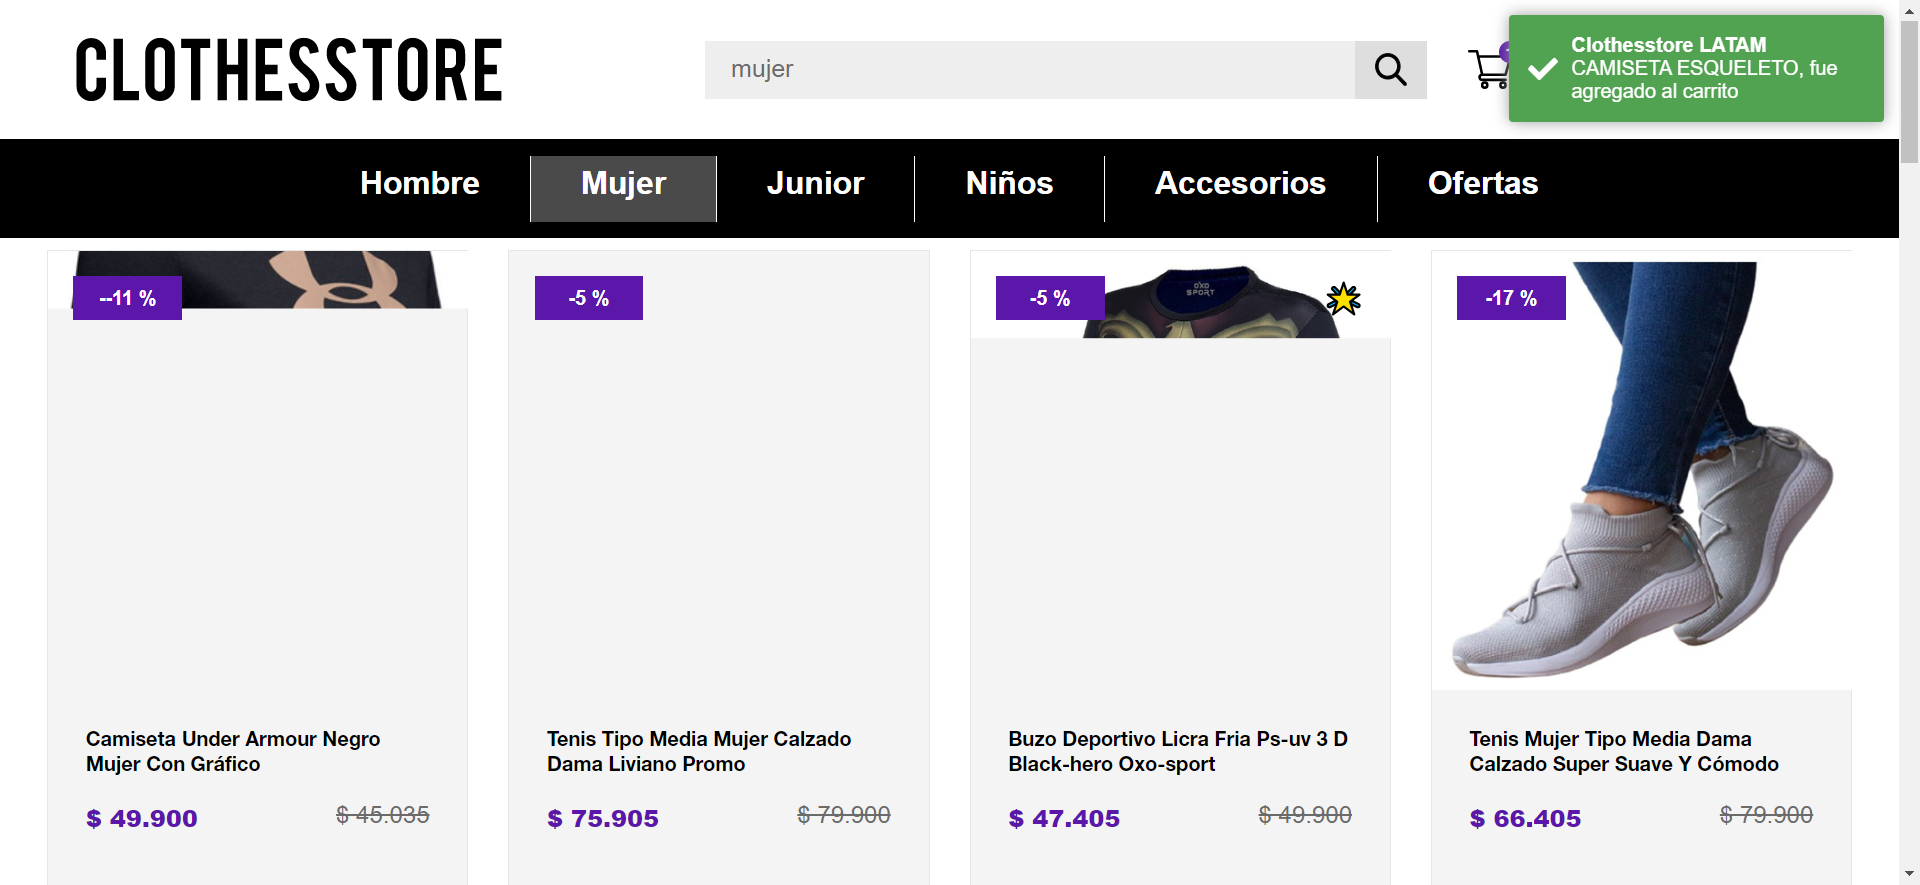 CLOTHESSTORE
mujer
Clothesstore LATAM
CAMISETA ESQUELETO, fue
agregado al carrito
Hombre
Mujer
Junior
Niños
Accesorios
Ofertas
--11 %
-5 %
-5 %
-17 %
OXO
SPORT
Camiseta Under Armour Negro
Mujer Con Gráfico
$ 49.900
$ 45.035
Tenis Tipo Media Mujer Calzado
Dama Liviano Promo
$ 75.905
$ 79.900
Buzo Deportivo Licra Fria Ps-uv 3 D
Black-hero Oxo-sport
$ 47.405
$ 49.900
Tenis Mujer Tipo Media Dama
Calzado Super Suave Y Cómodo
$ 66.405
$ 79.900